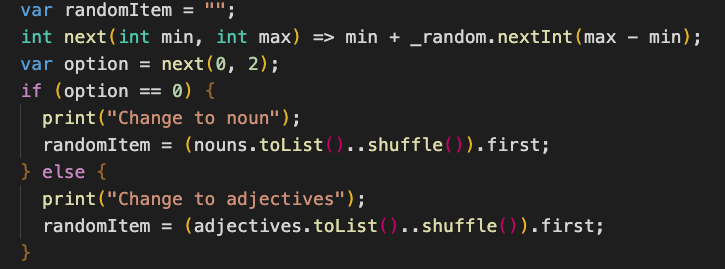 var randomItem = "";
int next(int min, int max) => min + _random.nextInt(max - min);
var option = next(0, 2);
if (option == 0) {
print("Change to noun");
randomItem = (nouns.toList()..shuffle()).first;
} else {
print("Change to adjectives");
randomItem = (adjectives.toList()..shuffle()).first;
}